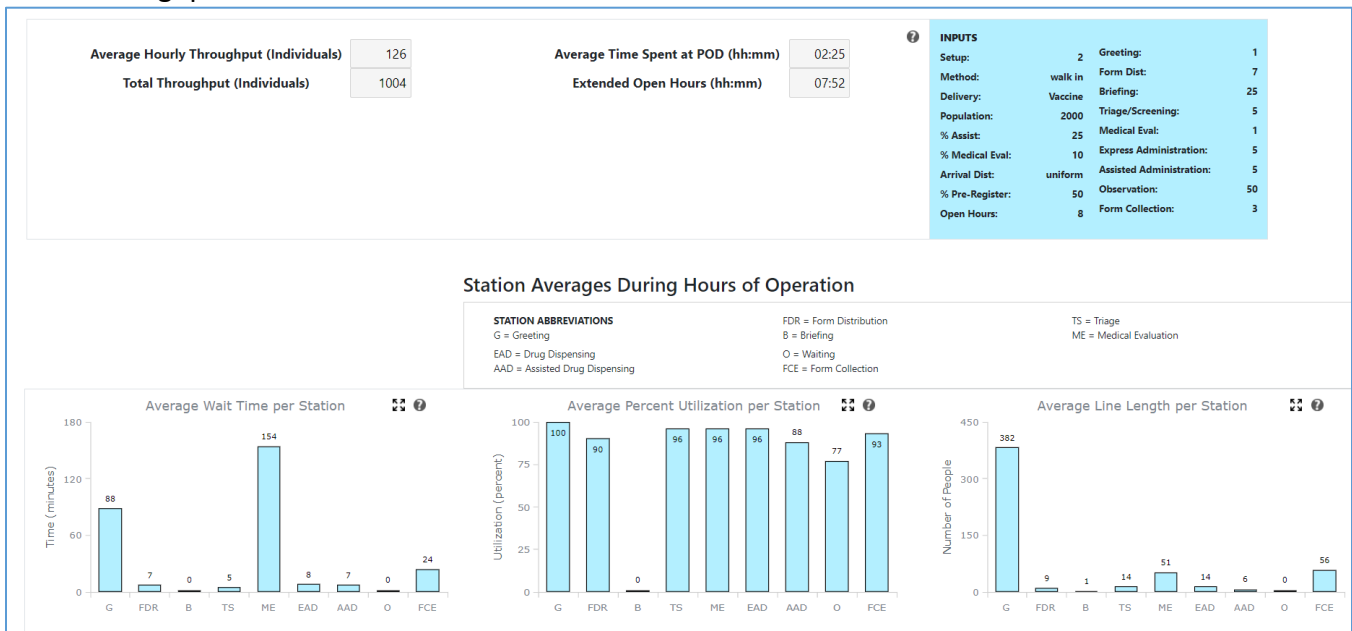 Average Hourly Throughput (Individuals) 126
Total Throughput (Individuals) 1004
Average Time Spent at POD (hh:mm) 02:25
Extended Open Hours (hh:mm) 07:52
?
INPUTS
Setup: 2
Method: walk in
Delivery: Vaccine
Population: 2000
% Assist: 25
% Medical Eval: 10
Arrival Dist: uniform
% Pre-Register: 50
Open Hours: 8
Greeting: 1
Form Dist: 7
Briefing: 25
Triage/Screening: 5
Medical Eval: 1
Express Administration: 5
Assisted Administration: 5
Observation: 50
Form Collection: 3
Station Averages During Hours of Operation
STATION ABBREVIATIONS
G = Greeting
EAD = Drug Dispensing
AAD = Assisted Drug Dispensing
FDR = Form Distribution
B = Briefing
O = Waiting
FCE = Form Collection
TS = Triage
ME = Medical Evaluation
Average Wait Time per Station ?
Time (minutes)
180
120
60
0
88 7 0 5 154 8 7 0 24
G FDR B TS ME EAD AAD O FCE
Average Percent Utilization per Station ?
Utilization (percent)
100
75
50
25
0
100 90 0 96 96 96 88 77 93
G FDR B TS ME EAD AAD O FCE
Average Line Length per Station ?
Number of People
450
300
150
0
382 9 1 14 51 14 6 0 56
G FDR B TS ME EAD AAD O FCE